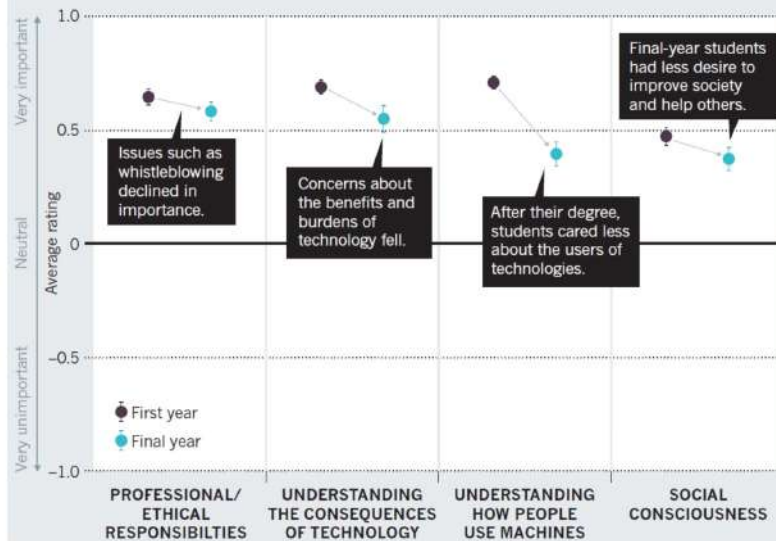 Very important
Neutral
Very unimportant
Average rating
1.0
0.5
0
−0.5
−1.0
Issues such as
whistleblowing
declined in
importance.
Concerns about
the benefits and
burdens of
technology fell.
After their degree,
students cared less
about the users of
technologies.
Final-year students
had less desire to
improve society
and help others.
First year
Final year
PROFESSIONAL/
ETHICAL
RESPONSIBILTIES
UNDERSTANDING
THE CONSEQUENCES
OF TECHNOLOGY
UNDERSTANDING
HOW PEOPLE
USE MACHINES
SOCIAL
CONSCIOUSNESS